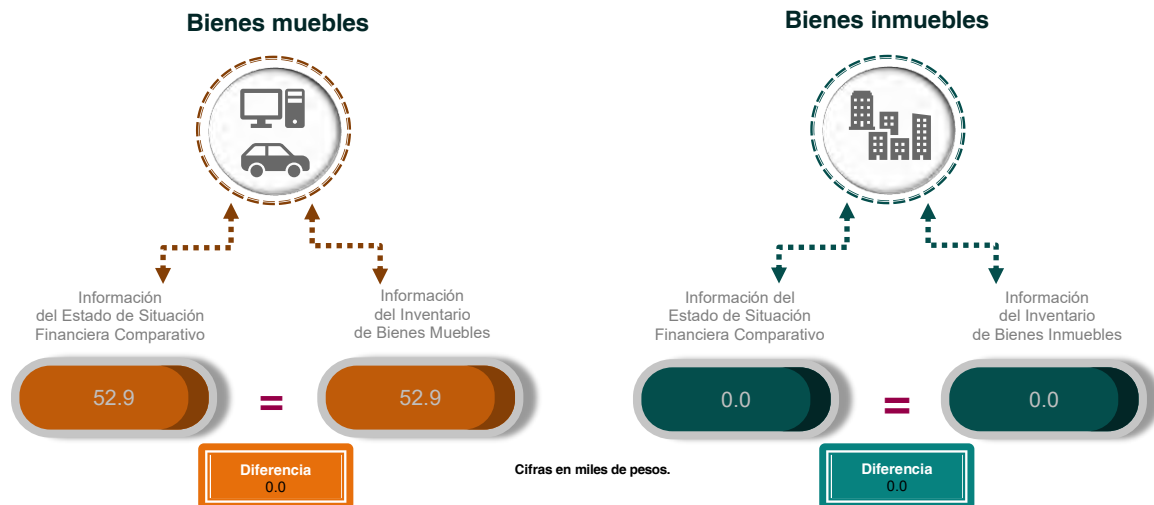 Bienes muebles
Información
del Estado de Situación
Financiera Comparativo
Información
del Inventario
de Bienes Muebles
52.9
=
52.9
Diferencia
0.0
Bienes inmuebles
Información del
Estado de Situación
Financiera Comparativo
Información
del Inventario
de Bienes Inmuebles
0.0
=
0.0
Diferencia
0.0
Cifras en miles de pesos.